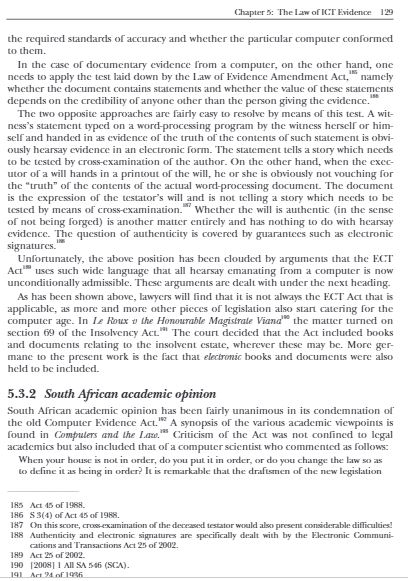 Chapter 5: The Law of ICT Evidence 129
the required standards of accuracy and whether the particular computer conformed
to them.
In the case of documentary evidence from a computer, on the other hand, one
needs to apply the test laid down by the Law of Evidence Amendment Act,185 namely
whether the document contains statements and whether the value of these statements
depends on the credibility of anyone other than the person giving the evidence.186
The two opposite approaches are fairly easy to resolve by means of this test. A wit-
ness's statement typed on a word-processing program by the witness herself or him-
self and handed in as evidence of the truth of the contents of such statement is obvi-
ously hearsay evidence in an electronic form. The statement tells a story which needs
to be tested by cross-examination of the author. On the other hand, when the exec-
utor of a will hands in a printout of the will, he or she is obviously not vouching for
the "truth" of the contents of the actual word-processing document. The document
is the expression of the testator's will and is not telling a story which needs to be
tested by means of cross-examination.187 Whether the will is authentic (in the sense
of not being forged) is another matter entirely and has nothing to do with hearsay
evidence. The question of authenticity is covered by guarantees such as electronic
signatures.188
Unfortunately, the above position has been clouded by arguments that the ECT
Act189 uses such wide language that all hearsay emanating from a computer is now
unconditionally admissible. These arguments are dealt with under the next heading.
As has been shown above, lawyers will find that it is not always the ECT Act that is
applicable, as more and more other pieces of legislation also start catering for the
computer age. In Le Roux v the Honourable Magistrate Viana190 the matter turned on
section 69 of the Insolvency Act.191 The court decided that the Act included books
and documents relating to the insolvent estate, wherever these may be. More ger-
mane to the present work is the fact that electronic books and documents were also
held to be included.
5.3.2 South African academic opinion
South African academic opinion has been fairly unanimous in its condemnation of
the old Computer Evidence Act.192 A synopsis of the various academic viewpoints is
found in Computers and the Law.193 Criticism of the Act was not confined to legal
academics but also included that of a computer scientist who commented as follows:
When your house is not in order, do you put it in order, or do you change the law so as
to define it as being in order? It is remarkable that the draftsmen of the new legislation
185 Act 45 of 1988.
186 S 3(4) of Act 45 of 1988.
187 On this score, cross-examination of the deceased testator would also present considerable difficulties!
188 Authenticity and electronic signatures are specifically dealt with by the Electronic Communi-
cations and Transactions Act 25 of 2002.
189 Act 25 of 2002.
190 [2008] 1 All SA 546 (SCA).
191 Act 24 of 1936